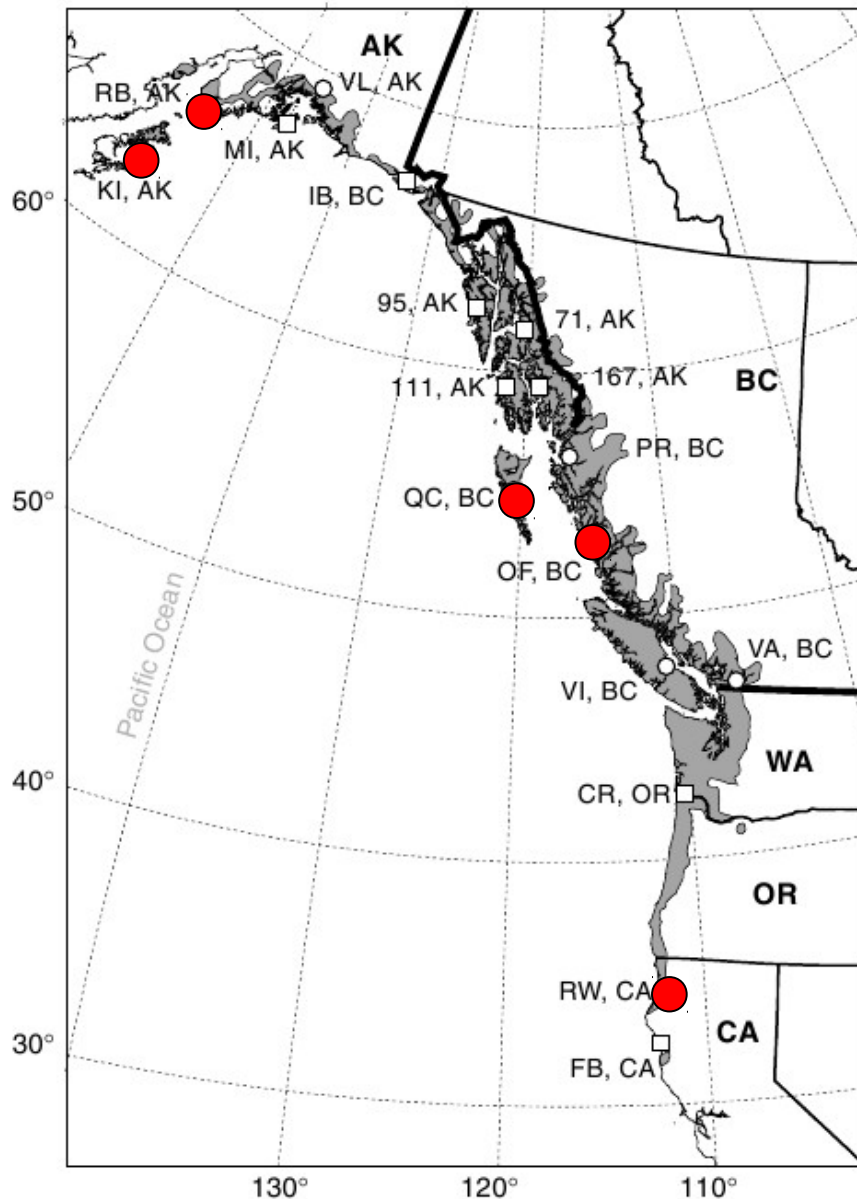 AK
VL, AK
RB, AK
MI, AK
KI, AK
IB, BC
60°
95, AK
71, AK
111, AK
167, AK
BC
PR, BC
QC, BC
50°
OF, BC
Pacific Ocean
VA, BC
VI, BC
WA
CR, OR
40°
OR
RW, CA
CA
30°
FB, CA
130°
120°
110°